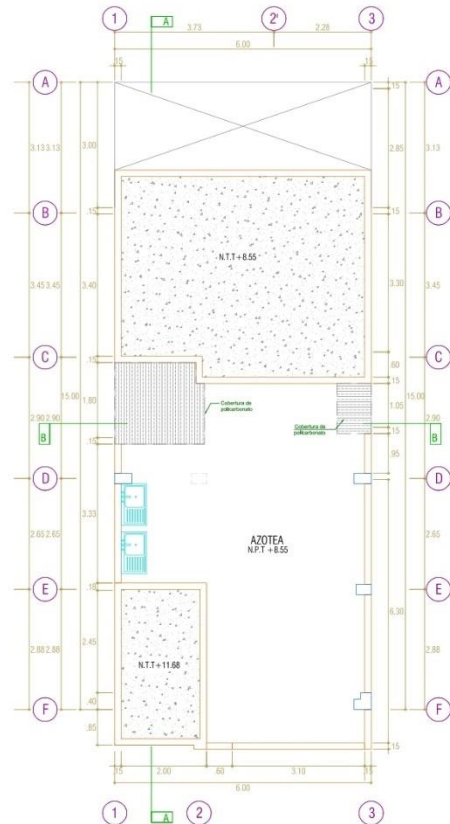 1 2' 3
A
3.73 2.28
6.00
.15 .15
A A
.15
3.00 2.85
3.13 3.13 3.13
B B
.15 .15
N.T.T+8.55
3.45 3.45 3.40 3.30 3.45
.60
C C
.15 .15
15.00 1.80 1.05 15.00
Cobertura de
policarbonato
Cobertura de
policarbonato
2.90 2.90 2.90
B B
.15 .15
.95
D D
3.33
AZOTEA
N.P.T +8.55
2.65 2.65 2.65
E E
6,30
2.45
N.T.T+11.68
2.88 2.88 2.88
.40
F F
.85
.15
.15 2.00 .60 3.10 .15
6.00
1 2 3
A